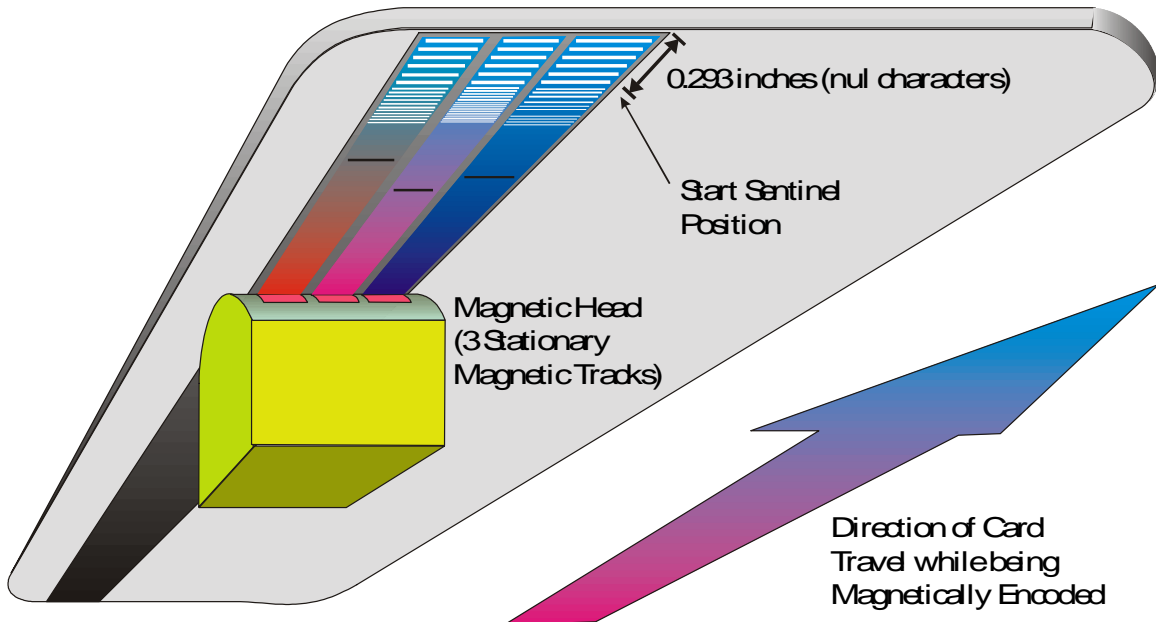 0.293 inches (nul characters)
Start Sentinel
Position
Magnetic Head
(3 Stationary
Magnetic Tracks)
Direction of Card
Travel while being
Magnetically Encoded